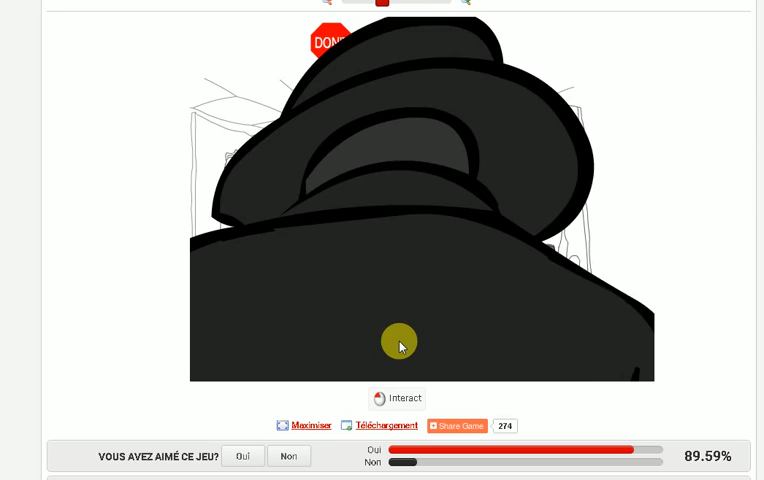 DON'
Interact
Maximiser Téléchargement Share Game 274
VOUS AVEZ AIMÉ CE JEU? Oui Non Oui 89.59%
Non